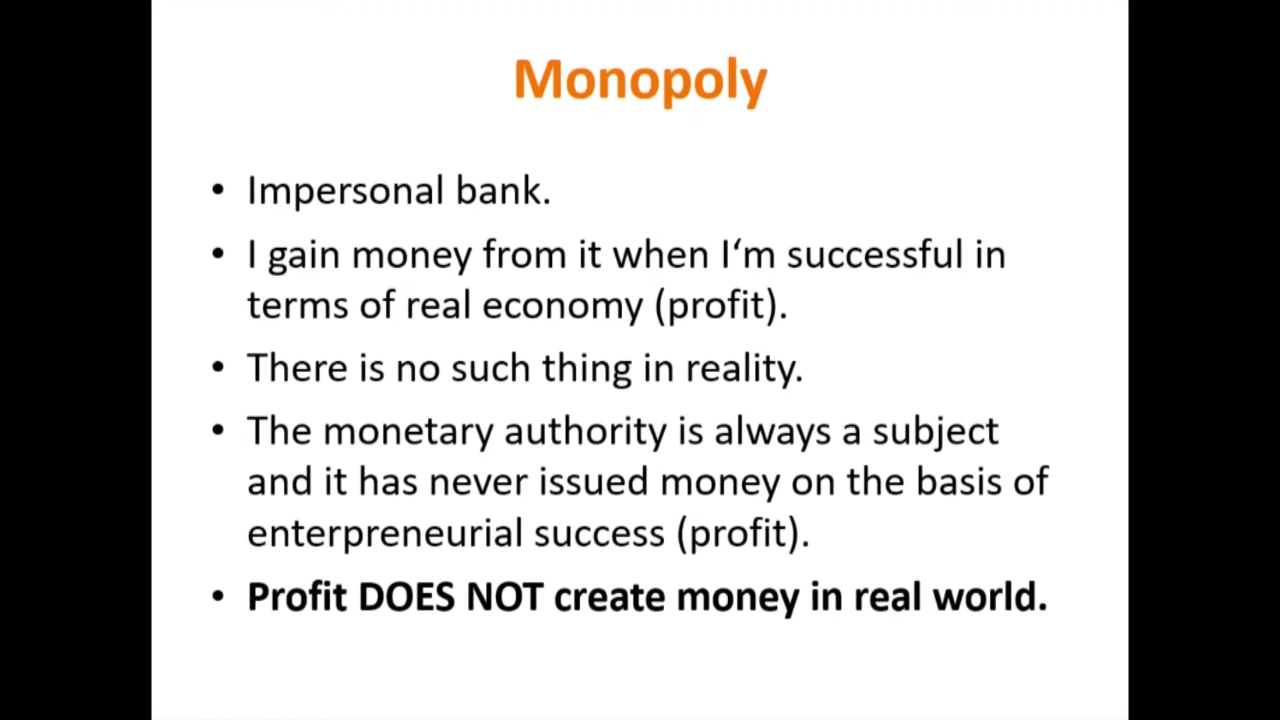 Monopoly
• Impersonal bank.
• I gain money from it when I‘m successful in
terms of real economy (profit).
• There is no such thing in reality.
• The monetary authority is always a subject
and it has never issued money on the basis of
enterpreneurial success (profit).
• Profit DOES NOT create money in real world.